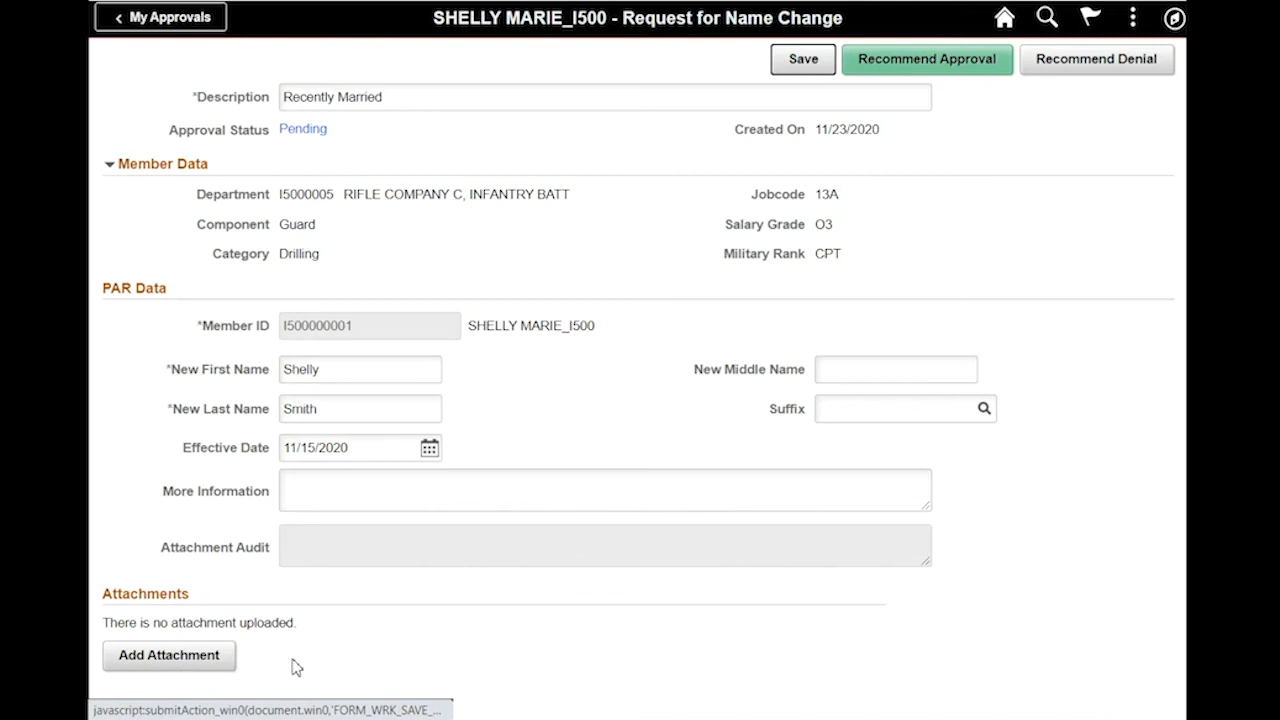 My Approvals
SHELLY MARIE_I500 - Request for Name Change
Save
Recommend Approval
Recommend Denial
*Description Recently Married
Approval Status Pending
Created On 11/23/2020
Member Data
Department I5000005 RIFLE COMPANY C, INFANTRY BATT
Jobcode 13A
Component Guard
Salary Grade O3
Category Drilling
Military Rank CPT
PAR Data
*Member ID I500000001 SHELLY MARIE_I500
*New First Name Shelly
New Middle Name
*New Last Name Smith
Suffix
Effective Date 11/15/2020
More Information
Attachment Audit
Attachments
There is no attachment uploaded.
Add Attachment
javascript:submitAction_win0(document.win0,'FORM_WRK_SAVE_...